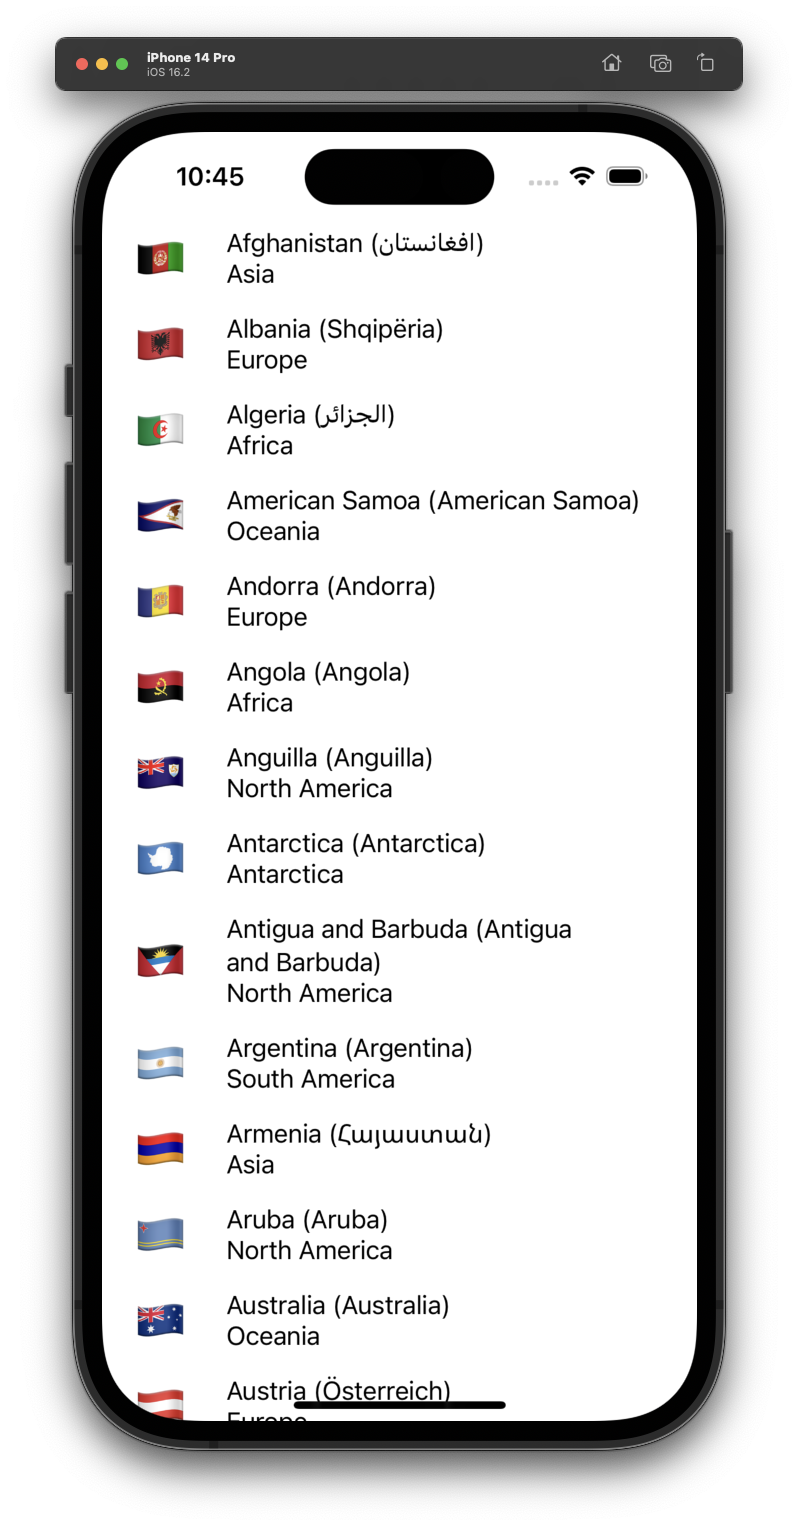 iPhone 14 Pro
iOS 16.2
10:45
Afghanistan (افغانستان)
Asia
Albania (Shqipëria)
Europe
Algeria (الجزائر)
Africa
American Samoa (American Samoa)
Oceania
Andorra (Andorra)
Europe
Angola (Angola)
Africa
Anguilla (Anguilla)
North America
Antarctica (Antarctica)
Antarctica
Antigua and Barbuda (Antigua
and Barbuda)
North America
Argentina (Argentina)
South America
Armenia (Հայաստան)
Asia
Aruba (Aruba)
North America
Australia (Australia)
Oceania
Austria (Österreich)
Europe